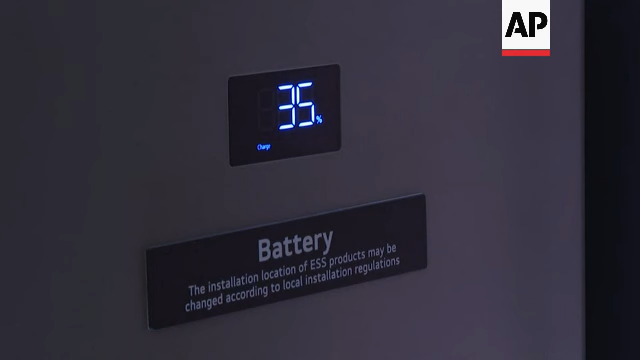 AP
35%
Charge
Battery
The installation location of ESS products may be
changed according to local installation regulations